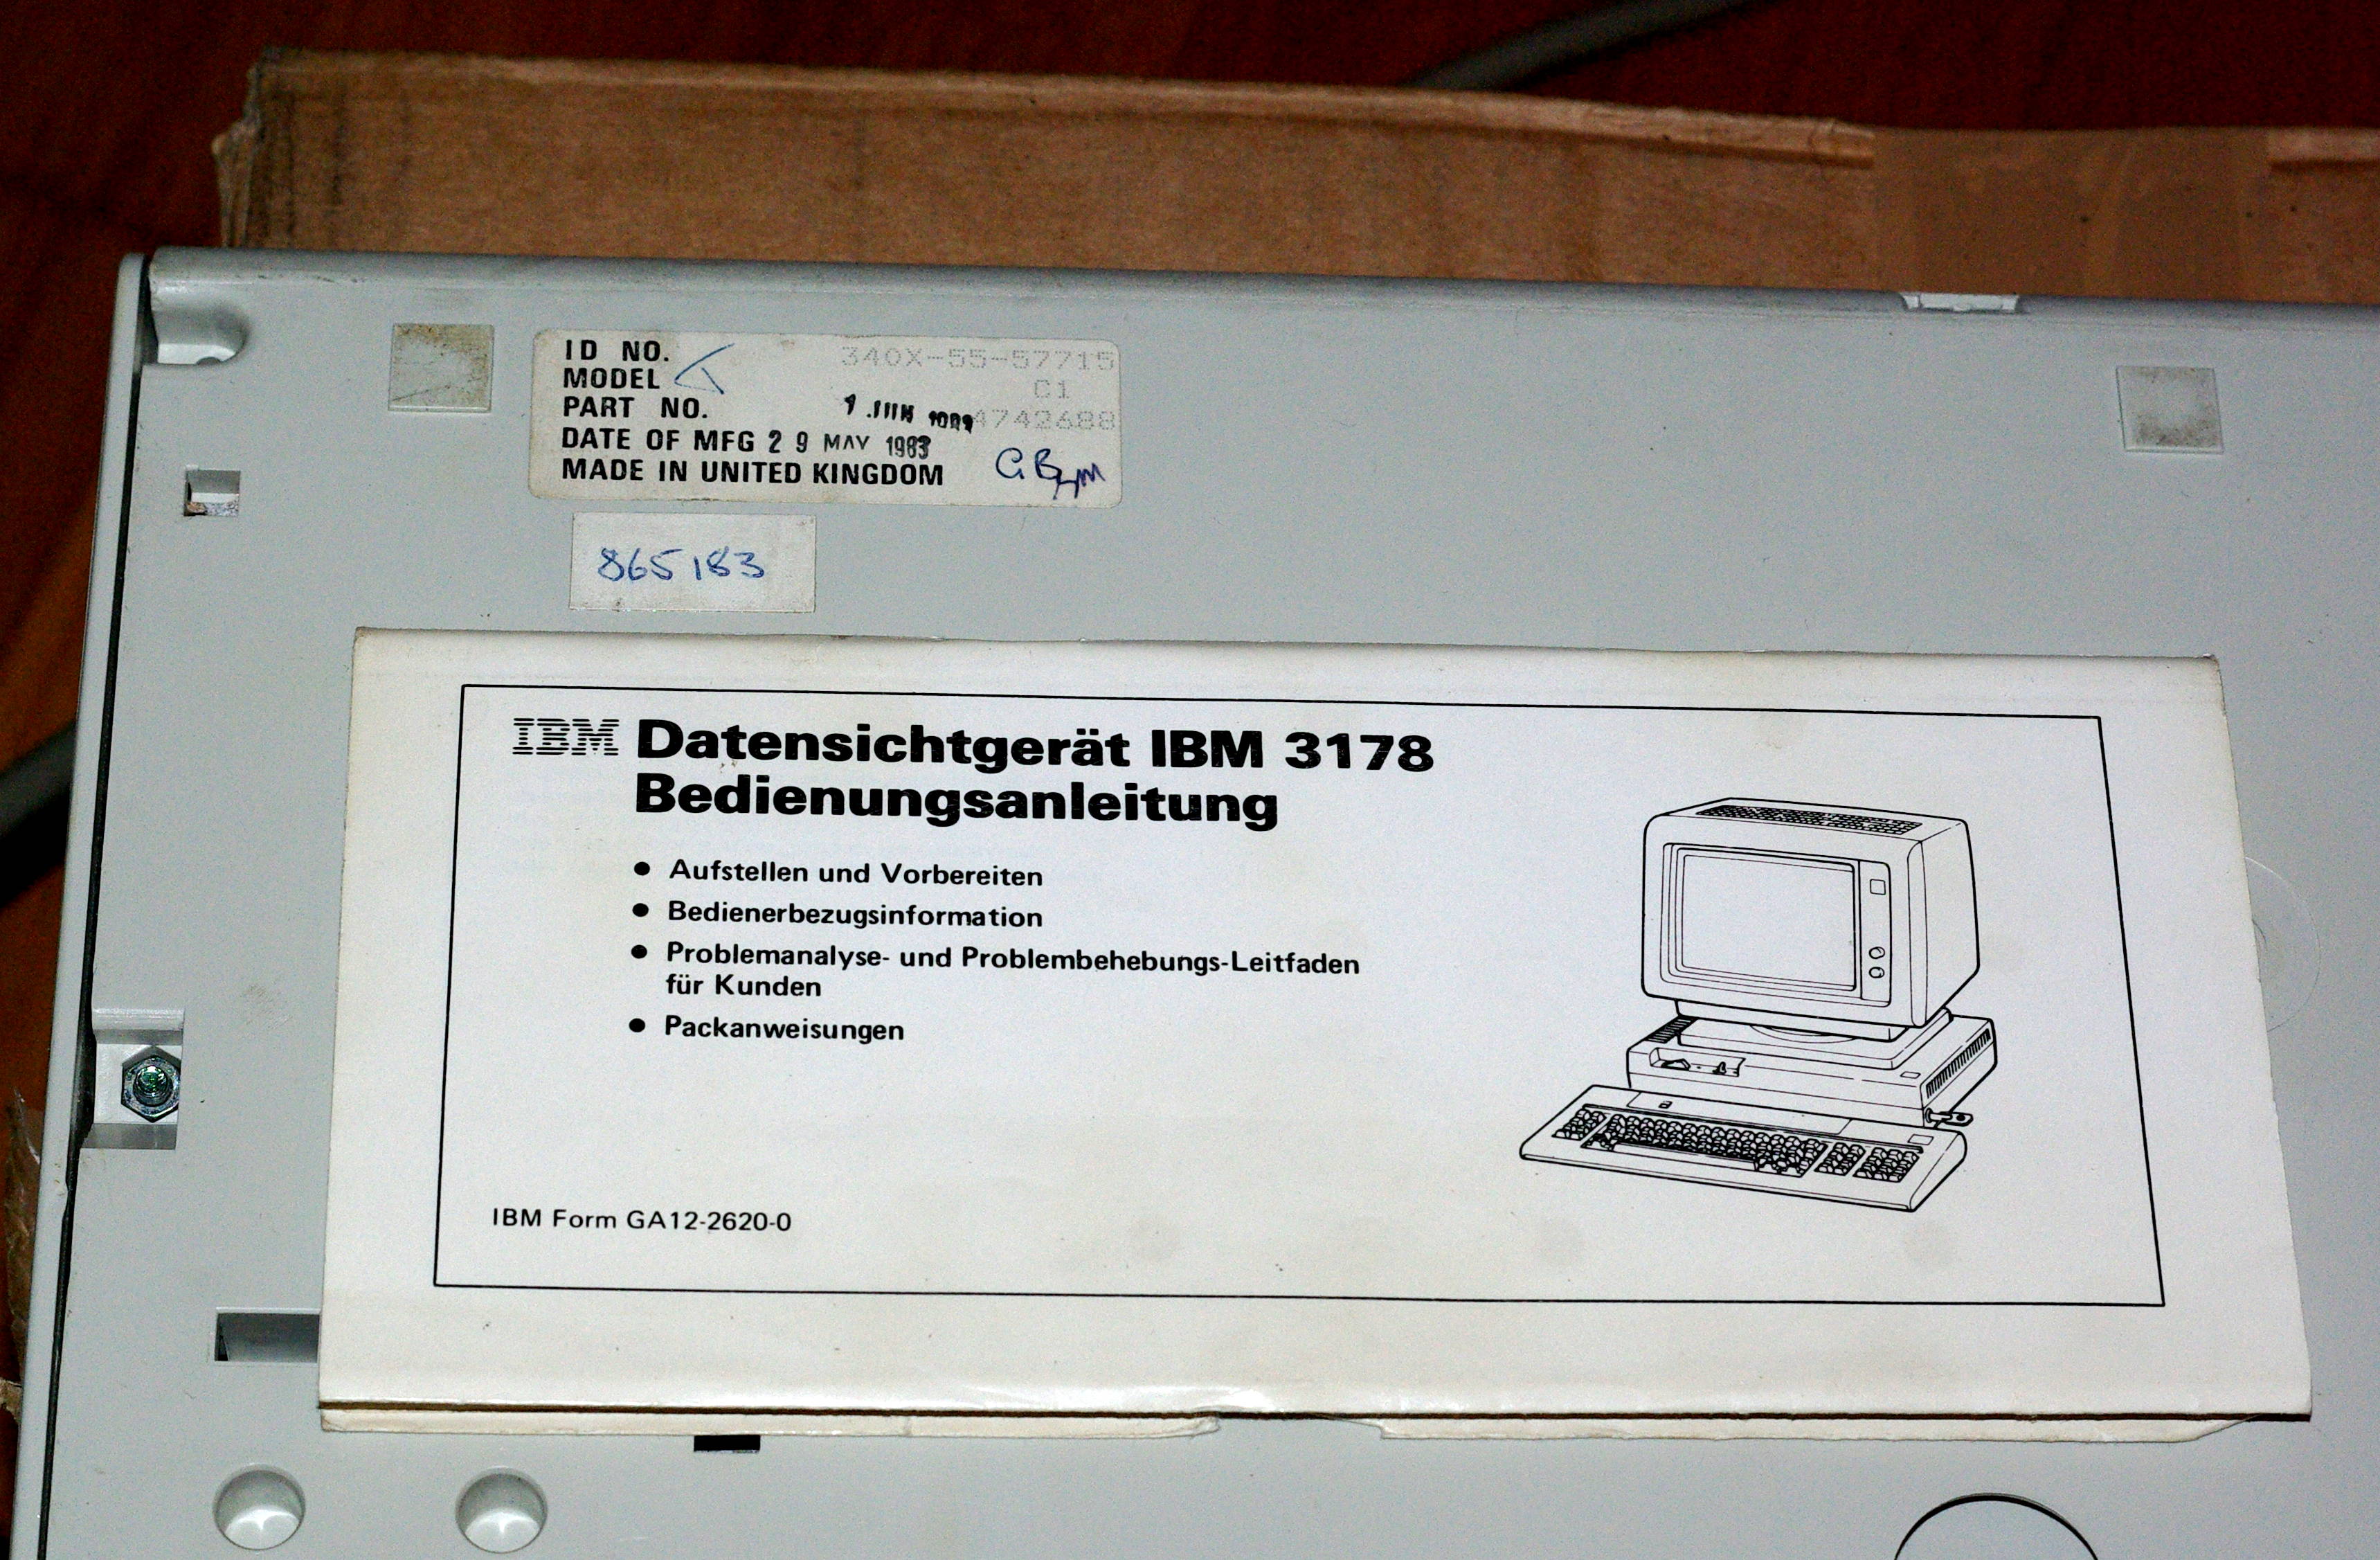 ID NO. 340X-55-57715
MODEL C1
PART NO. 4742688
1 JUN
DATE OF MFG 29 MAY 1983
MADE IN UNITED KINGDOM
865183
IBM Datensichtgerät IBM 3178
Bedienungsanleitung
● Aufstellen und Vorbereiten
● Bedienerbezugsinformation
● Problemanalyse- und Problembehebungs-Leitfaden
für Kunden
● Packanweisungen
IBM Form GA12-2620-0